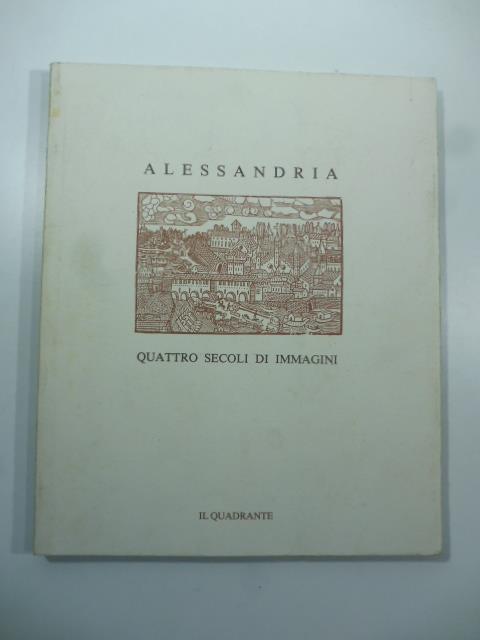 ALESSANDRIA
QUATTRO SECOLI DI IMMAGINI
IL QUADRANTE